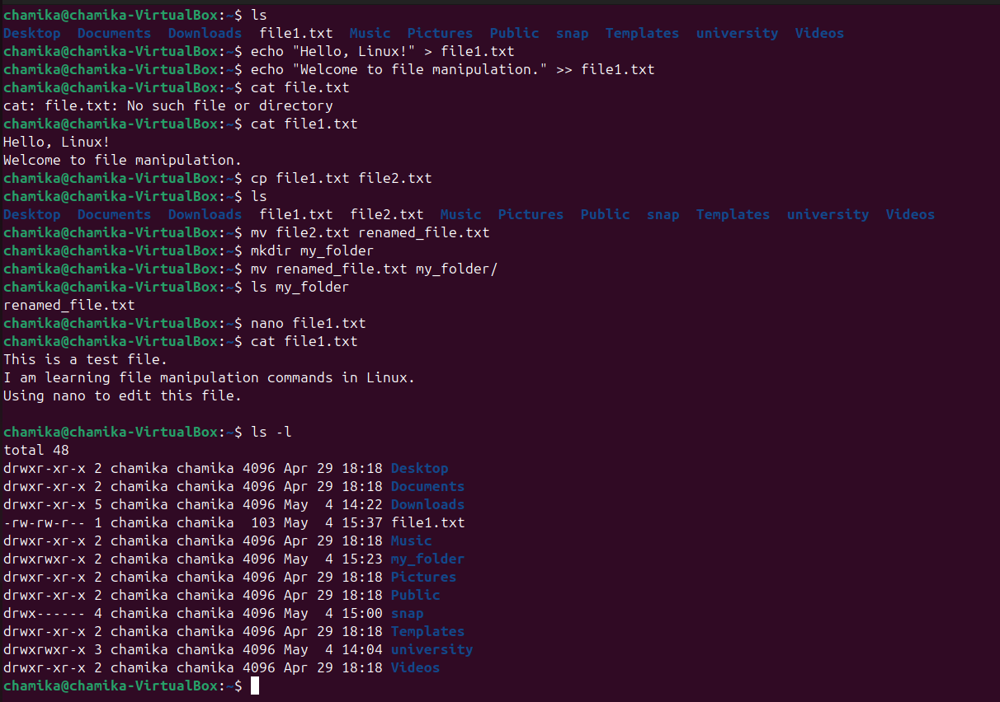 chamika@chamika-VirtualBox:~$ ls
Desktop  Documents  Downloads  file1.txt  Music  Pictures  Public  snap  Templates  university  Videos
chamika@chamika-VirtualBox:~$ echo "Hello, Linux!" > file1.txt
chamika@chamika-VirtualBox:~$ echo "Welcome to file manipulation." >> file1.txt
chamika@chamika-VirtualBox:~$ cat file.txt
cat: file.txt: No such file or directory
chamika@chamika-VirtualBox:~$ cat file1.txt
Hello, Linux!
Welcome to file manipulation.
chamika@chamika-VirtualBox:~$ cp file1.txt file2.txt
chamika@chamika-VirtualBox:~$ ls
Desktop  Documents  Downloads  file1.txt  file2.txt  Music  Pictures  Public  snap  Templates  university  Videos
chamika@chamika-VirtualBox:~$ mv file2.txt renamed_file.txt
chamika@chamika-VirtualBox:~$ mkdir my_folder
chamika@chamika-VirtualBox:~$ mv renamed_file.txt my_folder/
chamika@chamika-VirtualBox:~$ ls my_folder
renamed_file.txt
chamika@chamika-VirtualBox:~$ nano file1.txt
chamika@chamika-VirtualBox:~$ cat file1.txt
This is a test file.
I am learning file manipulation commands in Linux.
Using nano to edit this file.

chamika@chamika-VirtualBox:~$ ls -l
total 48
drwxr-xr-x 2 chamika chamika 4096 Apr 29 18:18 Desktop
drwxr-xr-x 2 chamika chamika 4096 Apr 29 18:18 Documents
drwxr-xr-x 5 chamika chamika 4096 May  4 14:22 Downloads
-rw-rw-r-- 1 chamika chamika  103 May  4 15:37 file1.txt
drwxr-xr-x 2 chamika chamika 4096 Apr 29 18:18 Music
drwxrwxr-x 2 chamika chamika 4096 May  4 15:23 my_folder
drwxr-xr-x 2 chamika chamika 4096 Apr 29 18:18 Pictures
drwxr-xr-x 2 chamika chamika 4096 Apr 29 18:18 Public
drwx------ 4 chamika chamika 4096 May  4 15:00 snap
drwxr-xr-x 2 chamika chamika 4096 Apr 29 18:18 Templates
drwxrwxr-x 3 chamika chamika 4096 May  4 14:04 university
drwxr-xr-x 2 chamika chamika 4096 Apr 29 18:18 Videos
chamika@chamika-VirtualBox:~$